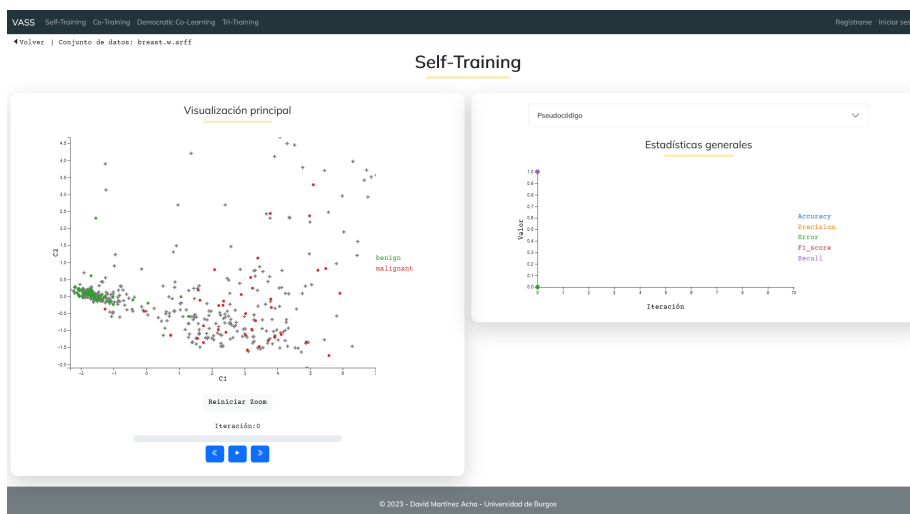 VASS Self-Training Co-Training Democratic Co-Learning Tri-Training Registrarse Iniciar ses
Volver | Conjunto de datos: breast.w.arff
Self-Training
Visualización principal
4.5
4.0
3.5
3.0
2.5
2.0
1.5
1.0
0.5
0.0
-0.5
-1.0
-1.5
-2.0
C2
-2 -1 0 1 2 3 4 5 6 7
C1
benign
malignant
Reiniciar Zoom
Iteración:0
Pseudocódigo
Estadísticas generales
1.0
0.9
0.8
0.7
0.6
0.5
0.4
0.3
0.2
0.1
0.0
Valor
0 1 2 3 4 5 6 7 8 9 10
Iteración
Accuracy
Precision
Error
F1_score
Recall
© 2023 - David Martínez Acha - Universidad de Burgos